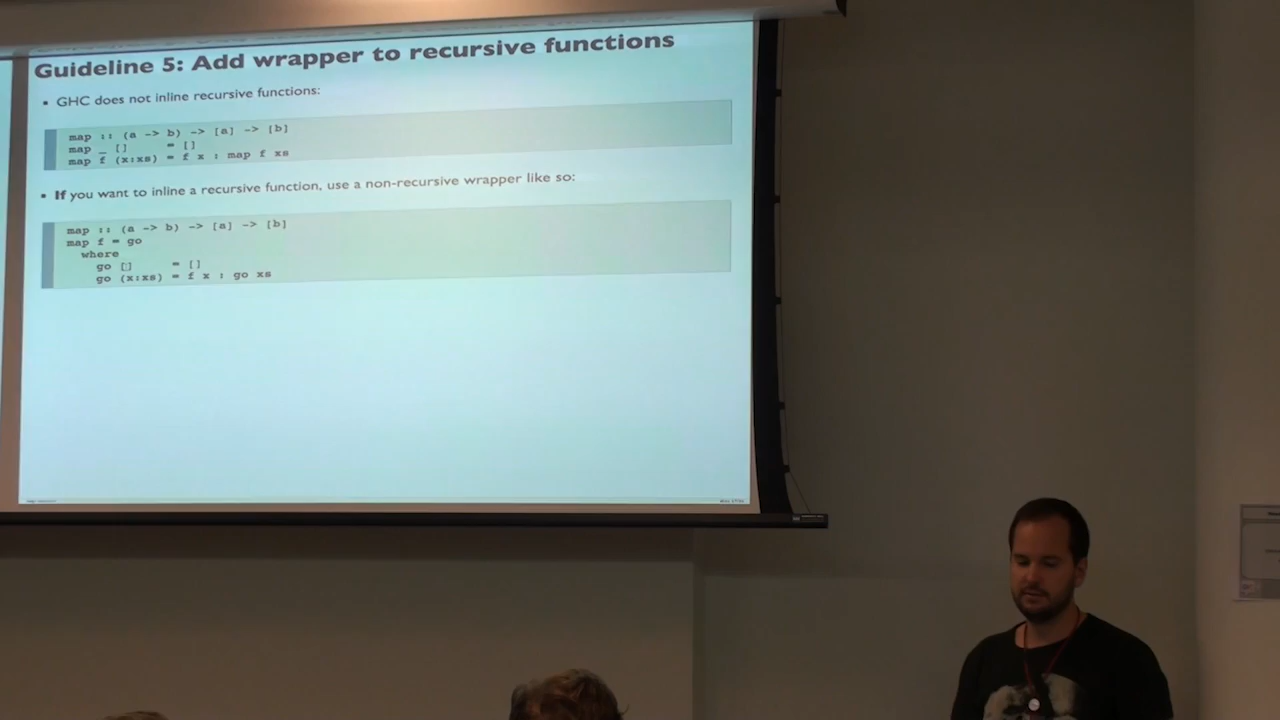 Guideline 5: Add wrapper to recursive functions
• GHC does not inline recursive functions:
map :: (a -> b) -> [a] -> [b]
map _ [] = []
map f (x:xs) = f x : map f xs
• If you want to inline a recursive function, use a non-recursive wrapper like so:
map :: (a -> b) -> [a] -> [b]
map f = go
where
go [] = []
go (x:xs) = f x : go xs